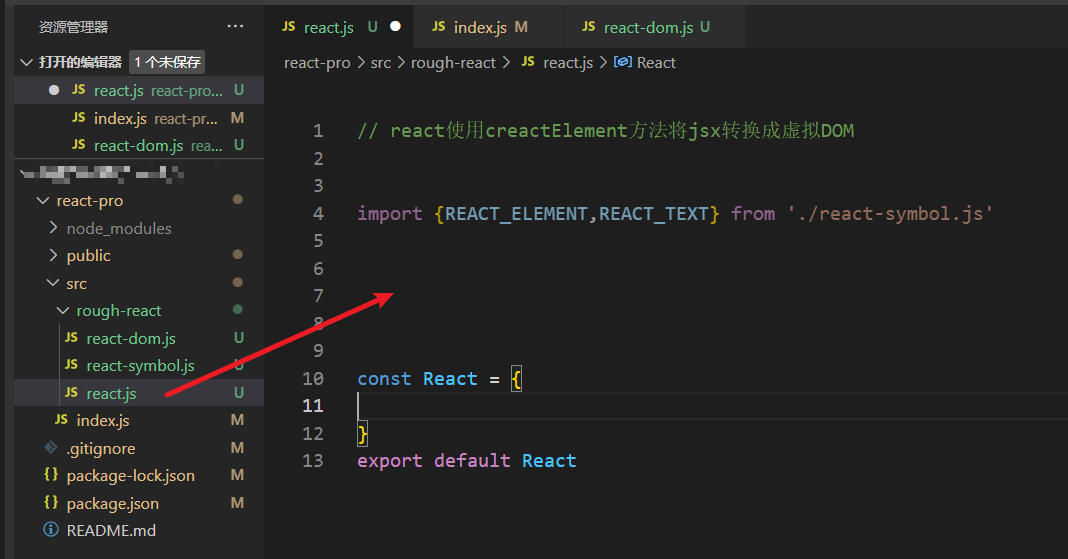 资源管理器 ···
打开的编辑器 1 个未保存
JS react.js react-pro... U
JS index.js react-pr... M
JS react-dom.js rea... U
react-pro
node_modules
public
src
rough-react
JS react-dom.js U
JS react-symbol.js U
JS react.js U
JS index.js M
.gitignore M
{} package-lock.json M
{} package.json M
README.md
JS react.js U JS index.js M JS react-dom.js U
react-pro > src > rough-react > JS react.js > React
1 // react使用creactElement方法将jsx转换成虚拟DOM
2
3
4 import {REACT_ELEMENT,REACT_TEXT} from './react-symbol.js'
5
6
7
8
9
10 const React = {
11
12 }
13 export default React